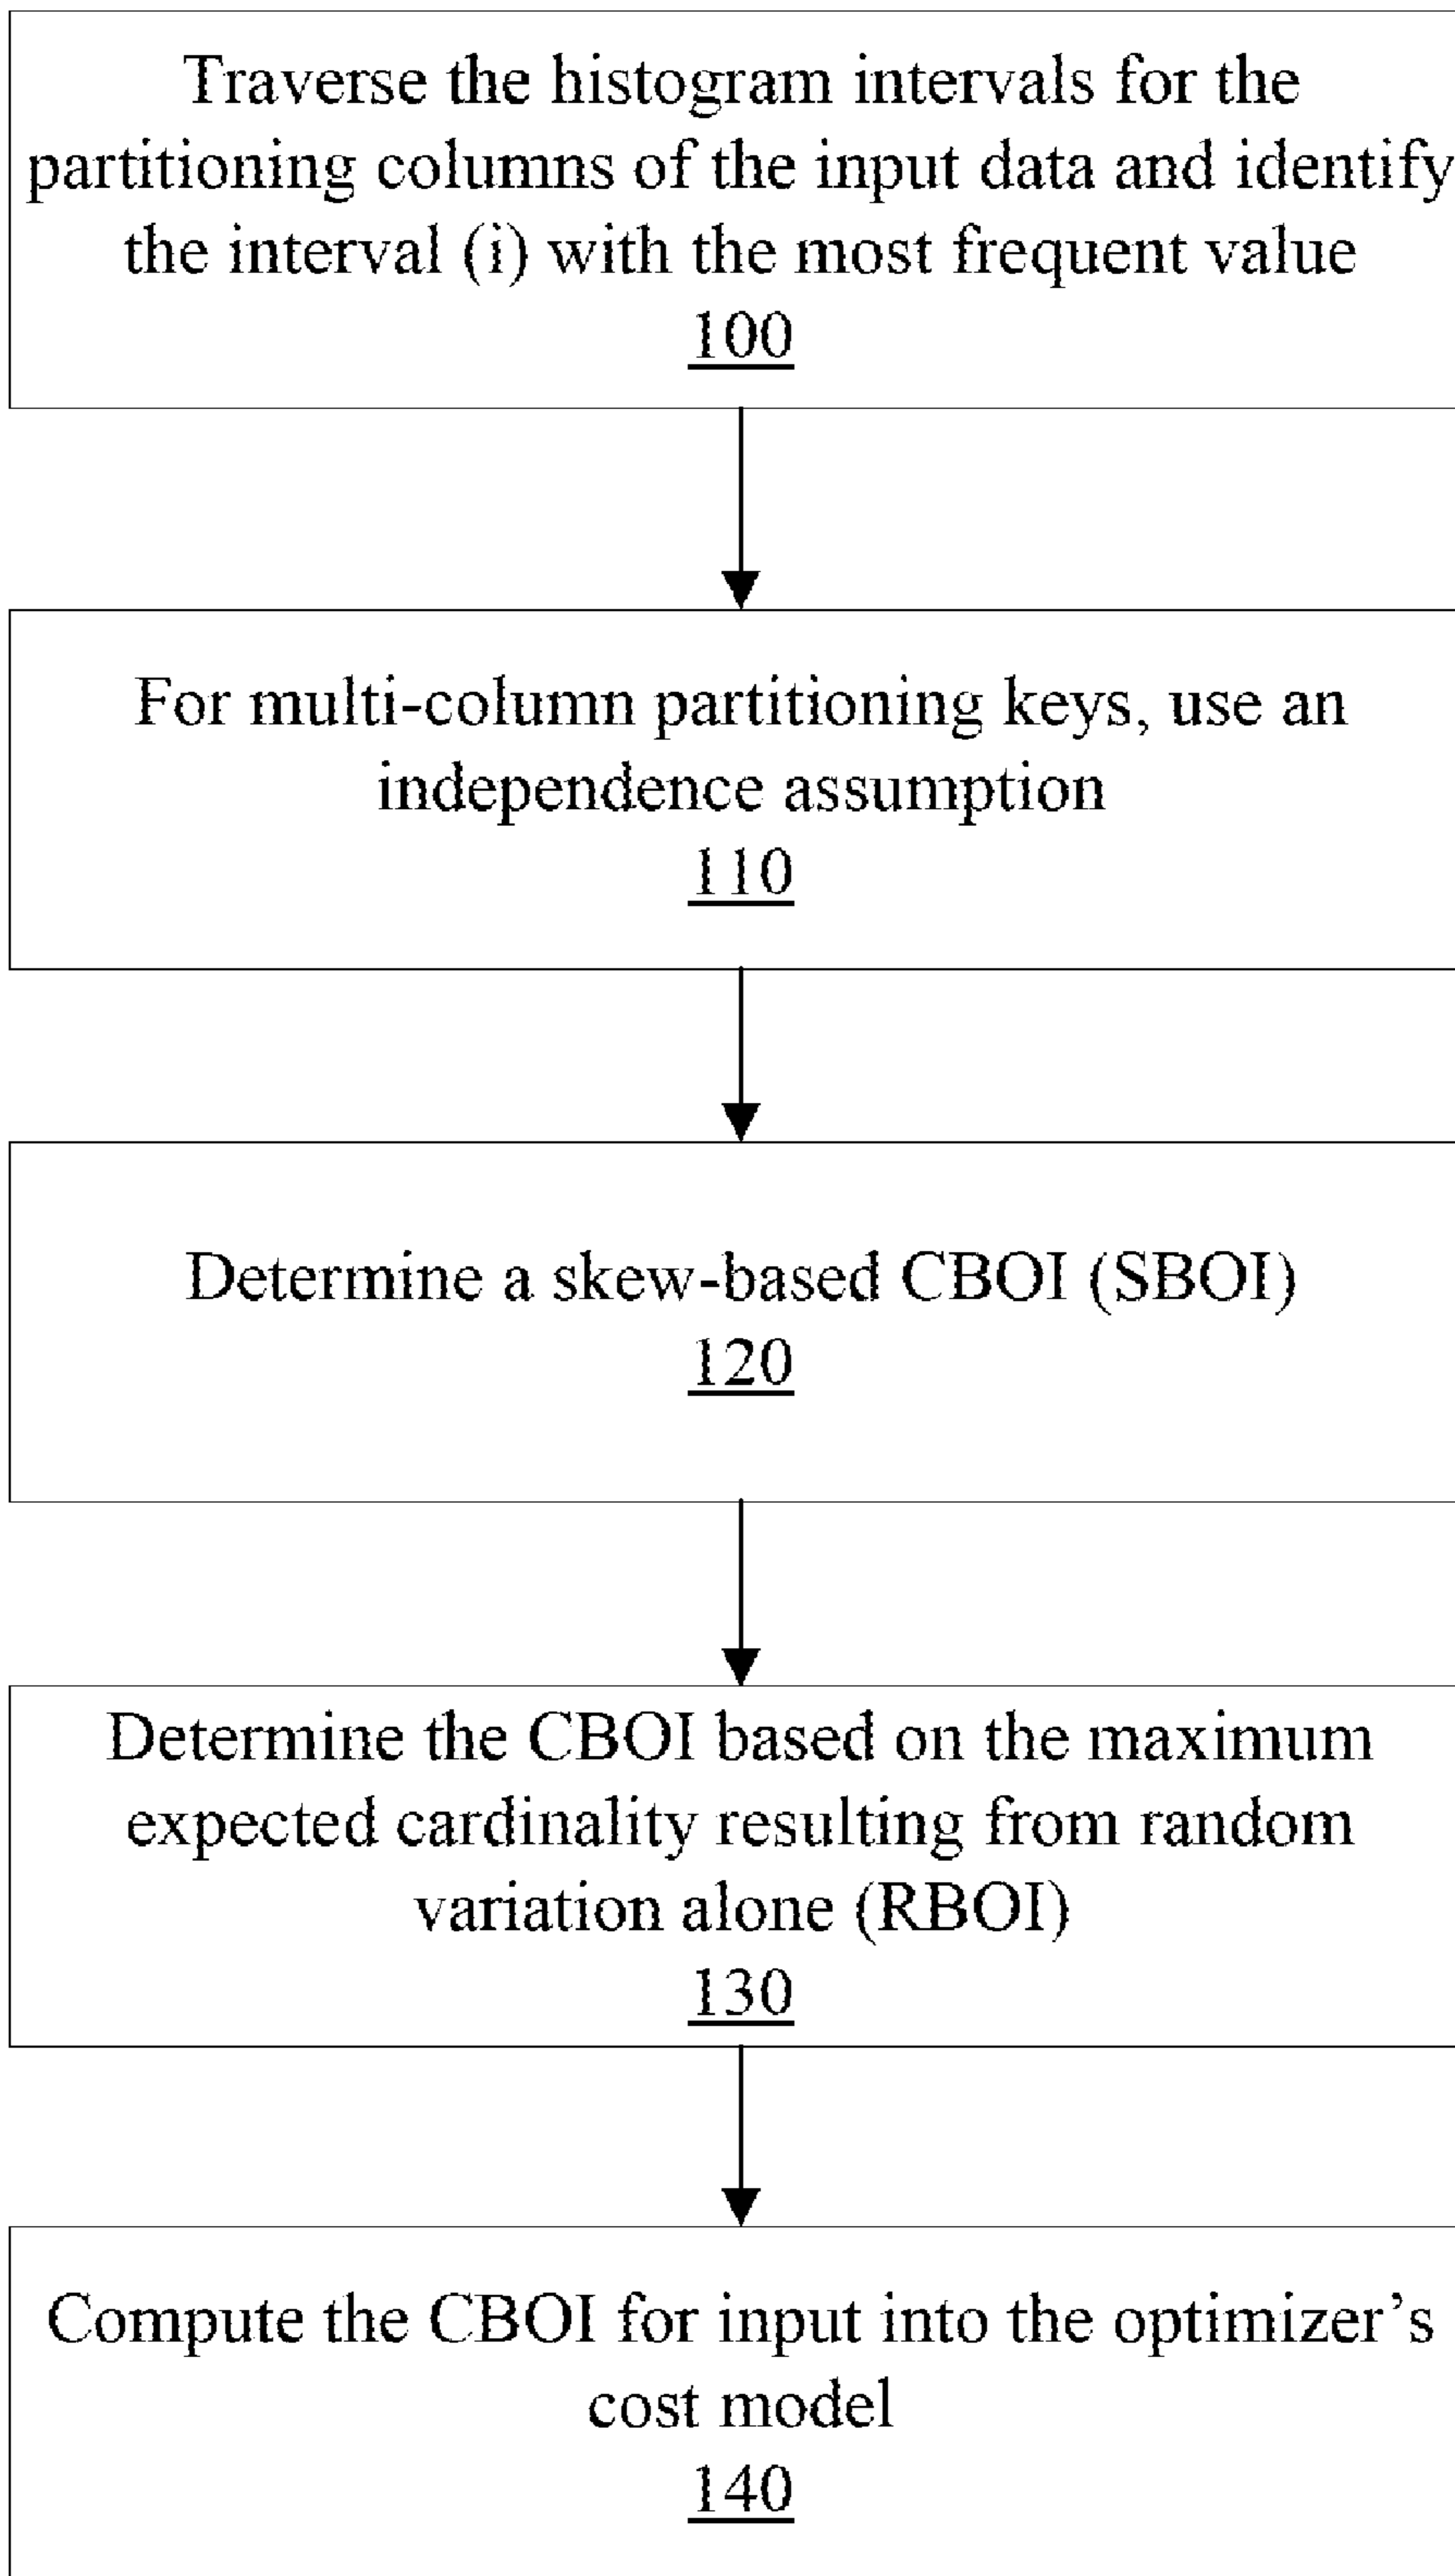 Traverse the histogram intervals for the
partitioning columns of the input data and identify
the interval (i) with the most frequent value
100
For multi-column partitioning keys, use an
independence assumption
110
Determine a skew-based CBOI (SBOI)
120
Determine the CBOI based on the maximum
expected cardinality resulting from random
variation alone (RBOI)
130
Compute the CBOI for input into the optimizer’s
cost model
140